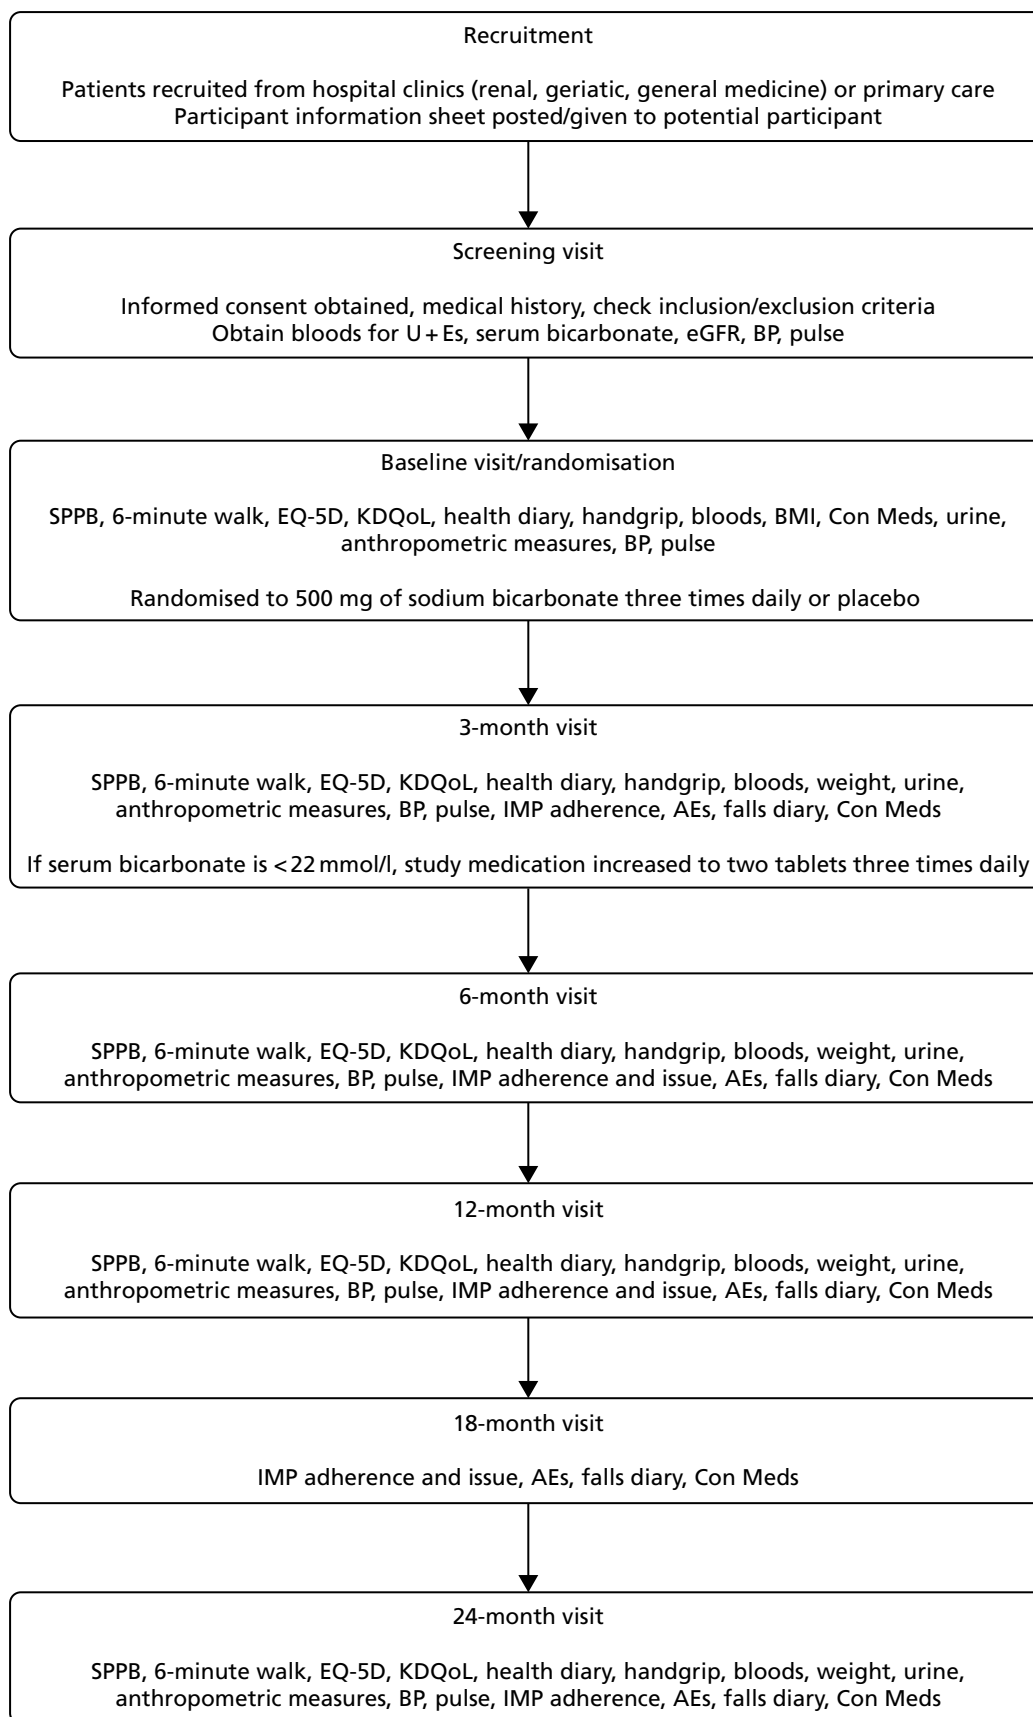 Recruitment
Patients recruited from hospital clinics (renal, geriatic, general medicine) or primary care
Participant information sheet posted/given to potential participant
Screening visit
Informed consent obtained, medical history, check inclusion/exclusion criteria
Obtain bloods for U+Es, serum bicarbonate, eGFR, BP, pulse
Baseline visit/randomisation
SPPB, 6-minute walk, EQ-5D, KDQoL, health diary, handgrip, bloods, BMI, Con Meds, urine,
anthropometric measures, BP, pulse
Randomised to 500 mg of sodium bicarbonate three times daily or placebo
3-month visit
SPPB, 6-minute walk, EQ-5D, KDQoL, health diary, handgrip, bloods, weight, urine,
anthropometric measures, BP, pulse, IMP adherence, AEs, falls diary, Con Meds
If serum bicarbonate is <22 mmol/l, study medication increased to two tablets three times daily
6-month visit
SPPB, 6-minute walk, EQ-5D, KDQoL, health diary, handgrip, bloods, weight, urine,
anthropometric measures, BP, pulse, IMP adherence and issue, AEs, falls diary, Con Meds
12-month visit
SPPB, 6-minute walk, EQ-5D, KDQoL, health diary, handgrip, bloods, weight, urine,
anthropometric measures, BP, pulse, IMP adherence and issue, AEs, falls diary, Con Meds
18-month visit
IMP adherence and issue, AEs, falls diary, Con Meds
24-month visit
SPPB, 6-minute walk, EQ-5D, KDQoL, health diary, handgrip, bloods, weight, urine,
anthropometric measures, BP, pulse, IMP adherence, AEs, falls diary, Con Meds